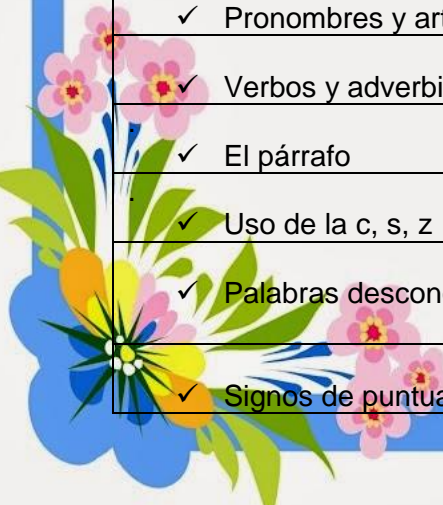 ✓ Pronombres y art
✓ Verbos y adverbi
✓ El párrafo
✓ Uso de la c, s, z
✓ Palabras descon
✓ Signos de puntua